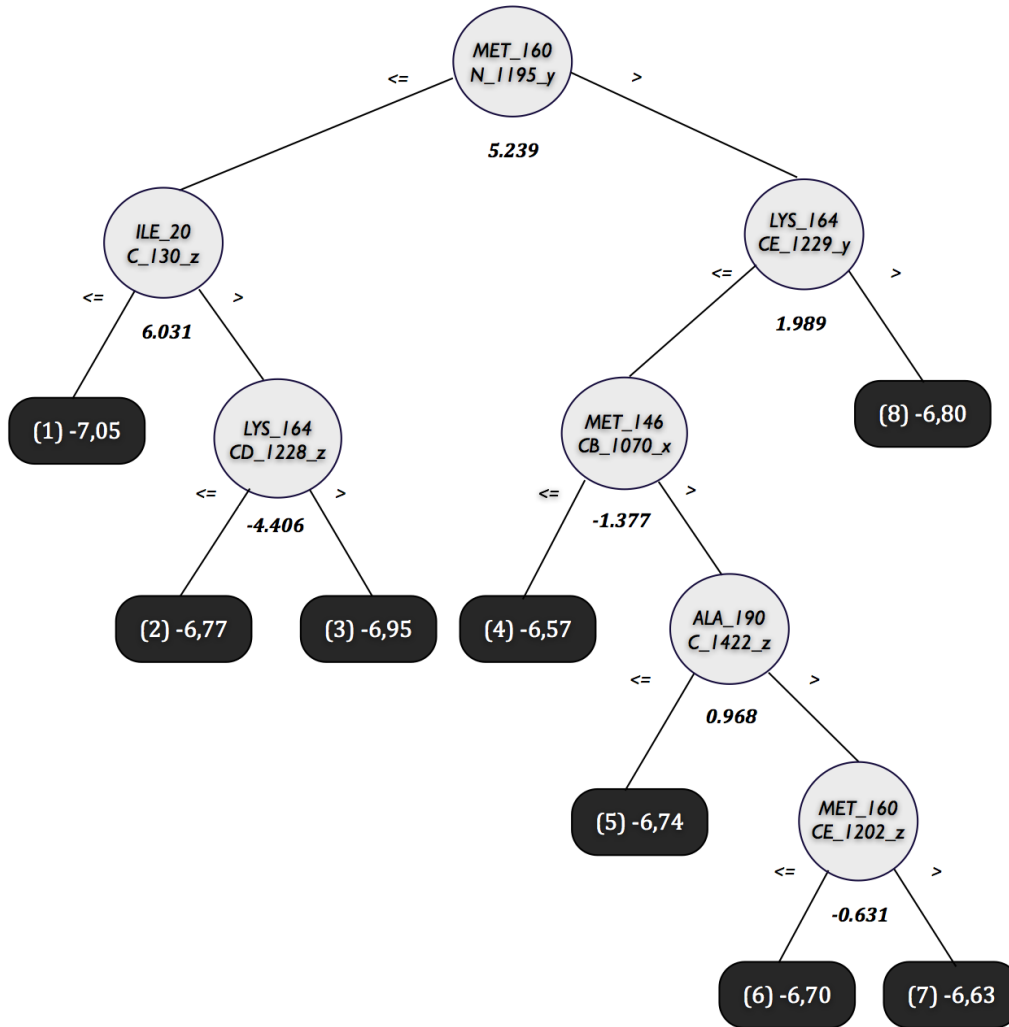 MET_160
N_1195_y
<=
>
5.239
ILE_20
C_130_z
<=
>
6.031
LYS_164
CE_1229_y
<=
>
1.989
(1) -7,05
LYS_164
CD_1228_z
<=
>
-4.406
MET_146
CB_1070_x
<=
>
-1.377
(8) -6,80
(2) -6,77
(3) -6,95
(4) -6,57
ALA_190
C_1422_z
<=
>
0.968
(5) -6,74
MET_160
CE_1202_z
<=
>
-0.631
(6) -6,70
(7) -6,63